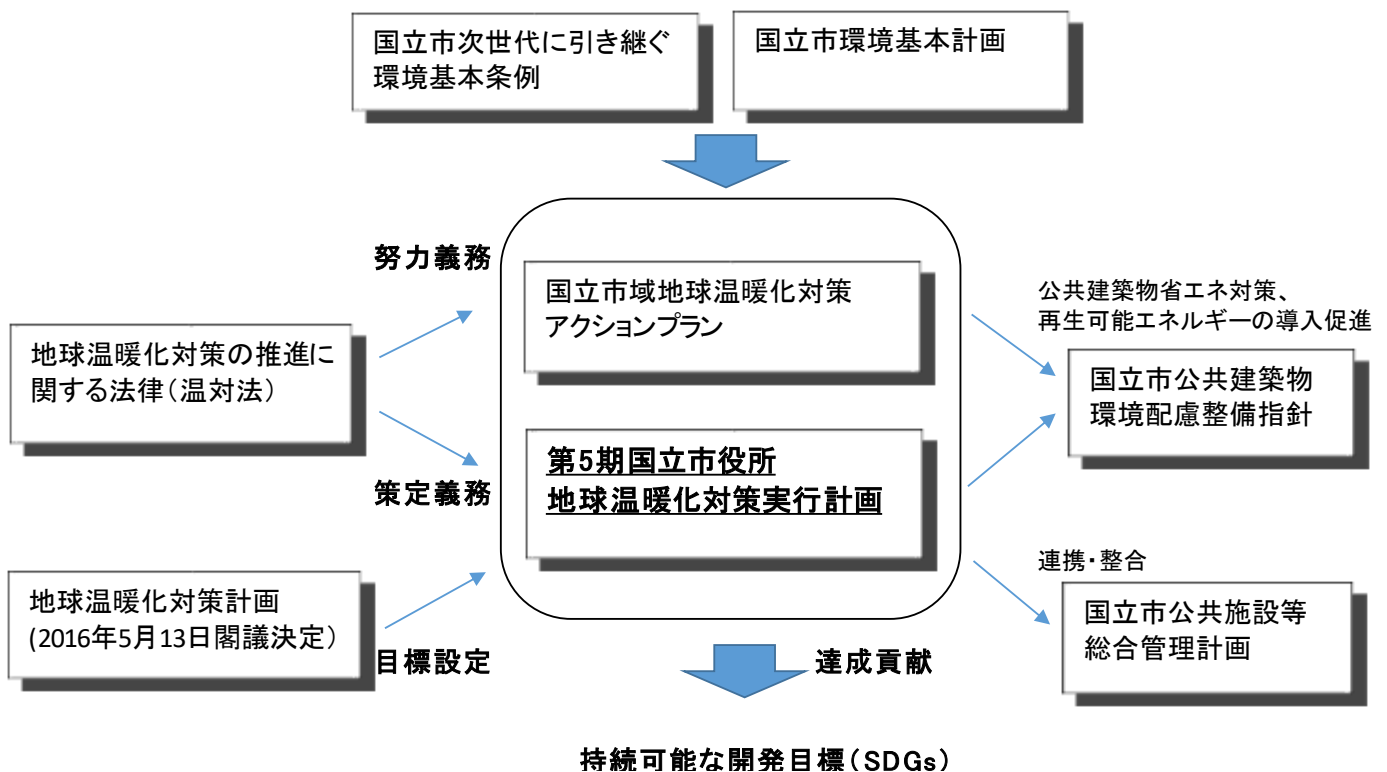 国立市次世代に引き継ぐ
環境基本条例
国立市環境基本計画
努力義務
国立市域地球温暖化対策
アクションプラン
公共建築物省エネ対策、
再生可能エネルギーの導入促進
地球温暖化対策の推進に
関する法律（温対法）
国立市公共建築物
環境配慮整備指針
第5期国立市役所
地球温暖化対策実行計画
策定義務
連携・整合
地球温暖化対策計画
(2016年5月13日閣議決定）
国立市公共施設等
総合管理計画
目標設定
達成貢献
持続可能な開発目標（SDGs）